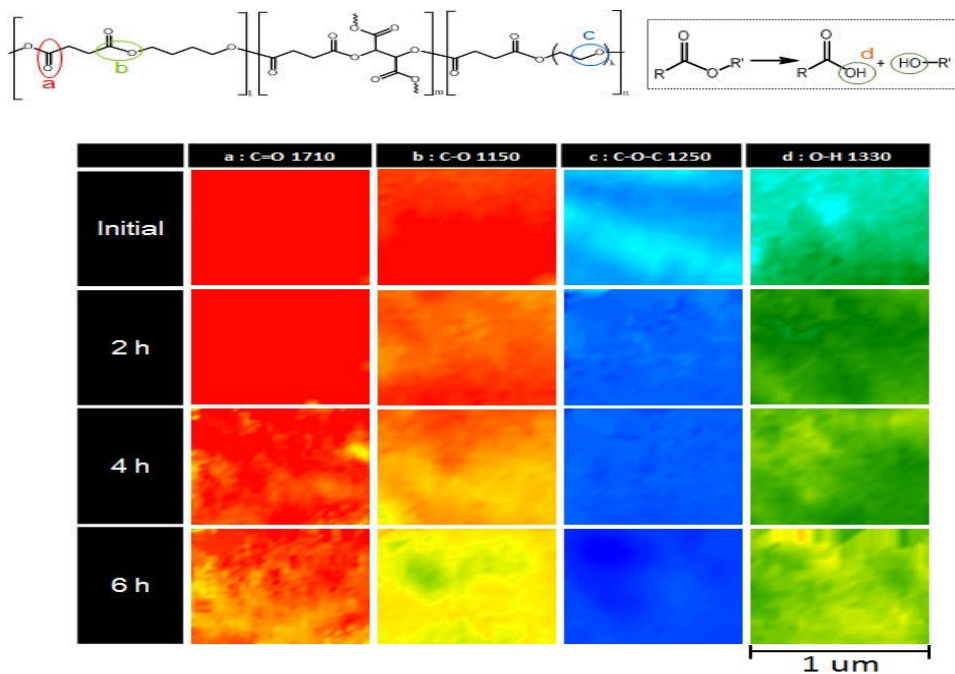 O O O O
O O O O O
O O O O
O O
a b c
l m n
k
O
R O R'
O
R OH
d
+ HO R'
a : C=O 1710 b : C-O 1150 c : C-O-C 1250 d : O-H 1330
Initial
2 h
4 h
6 h
1 um